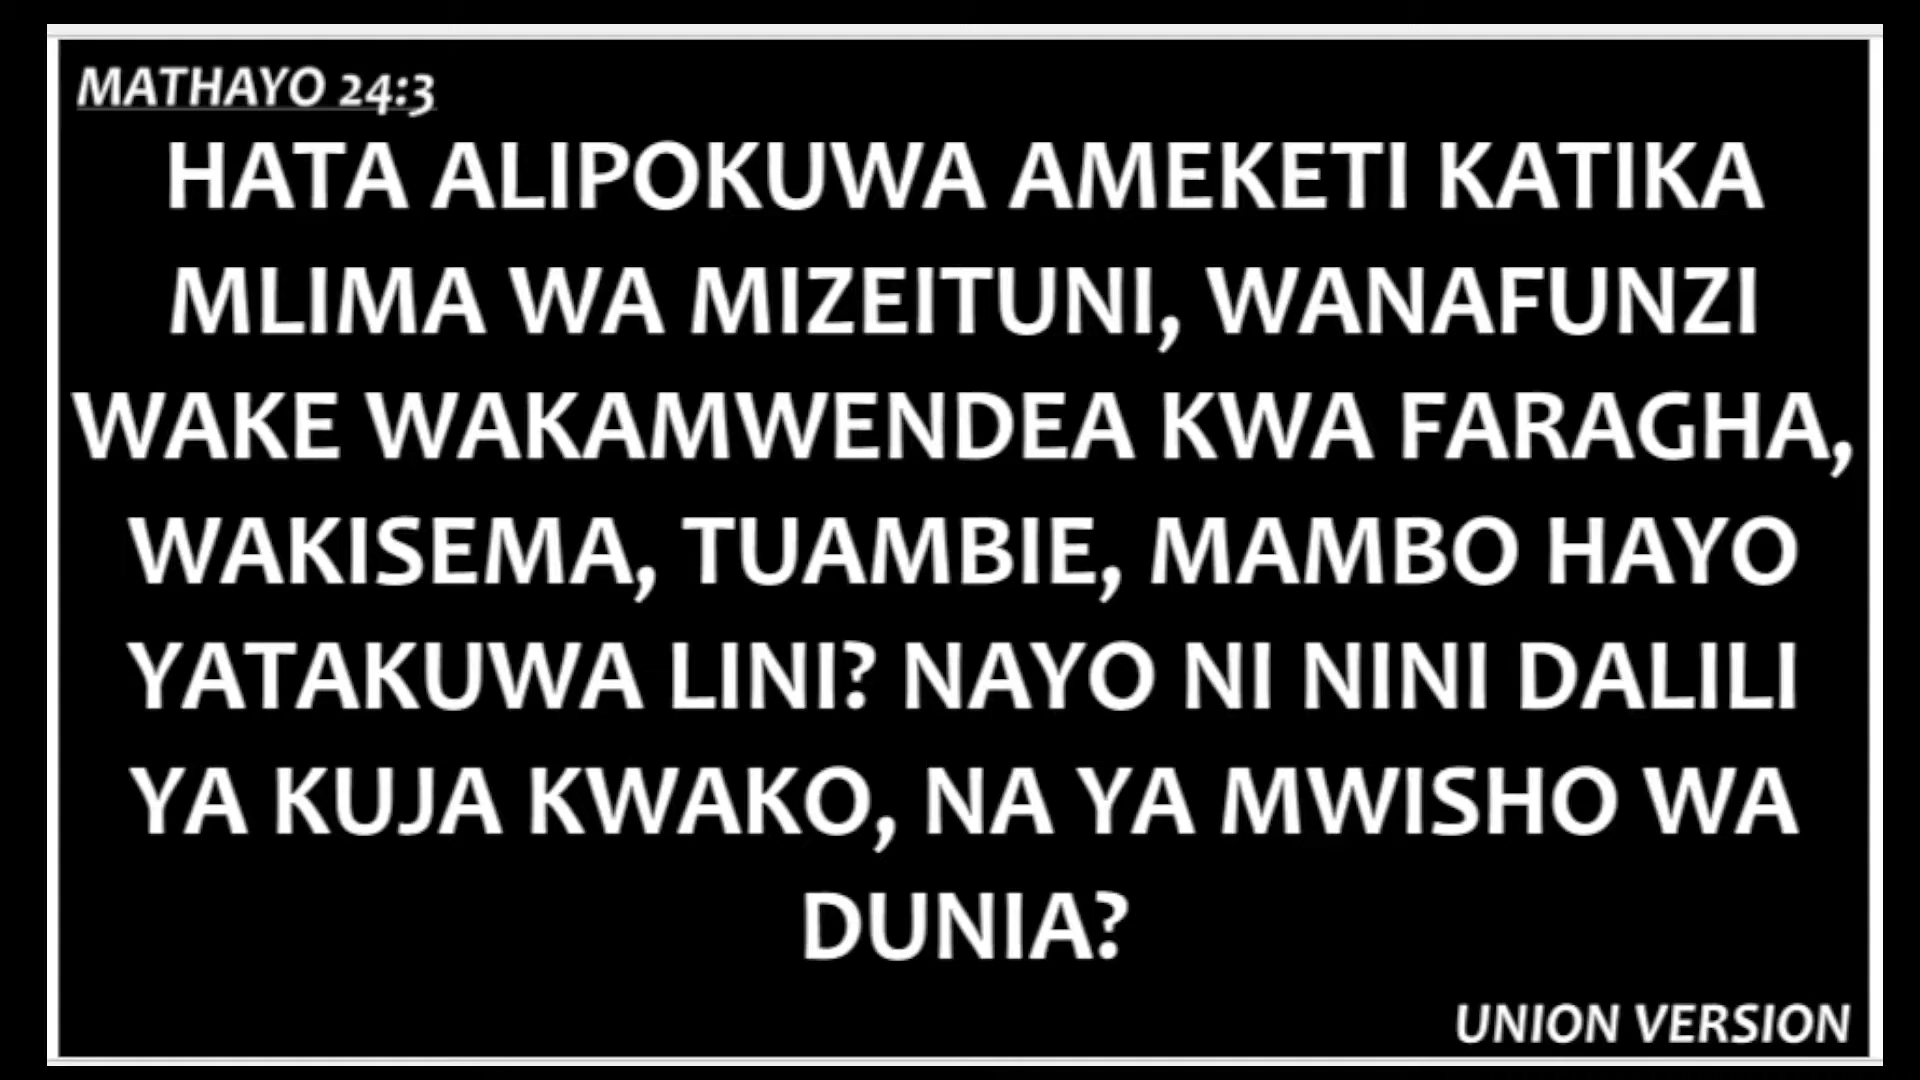 MATHAYO 24:3
HATA ALIPOKUWA AMEKETI KATIKA
MLIMA WA MIZEITUNI, WANAFUNZI
WAKE WAKAMWENDEA KWA FARAGHA,
WAKISEMA, TUAMBIE, MAMBO HAYO
YATAKUWA LINI? NAYO NI NINI DALILI
YA KUJA KWAKO, NA YA MWISHO WA
DUNIA?
UNION VERSION